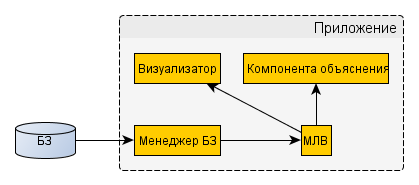 Приложение
Визуализатор
Компонента объяснения
БЗ
Менеджер БЗ
МЛВ